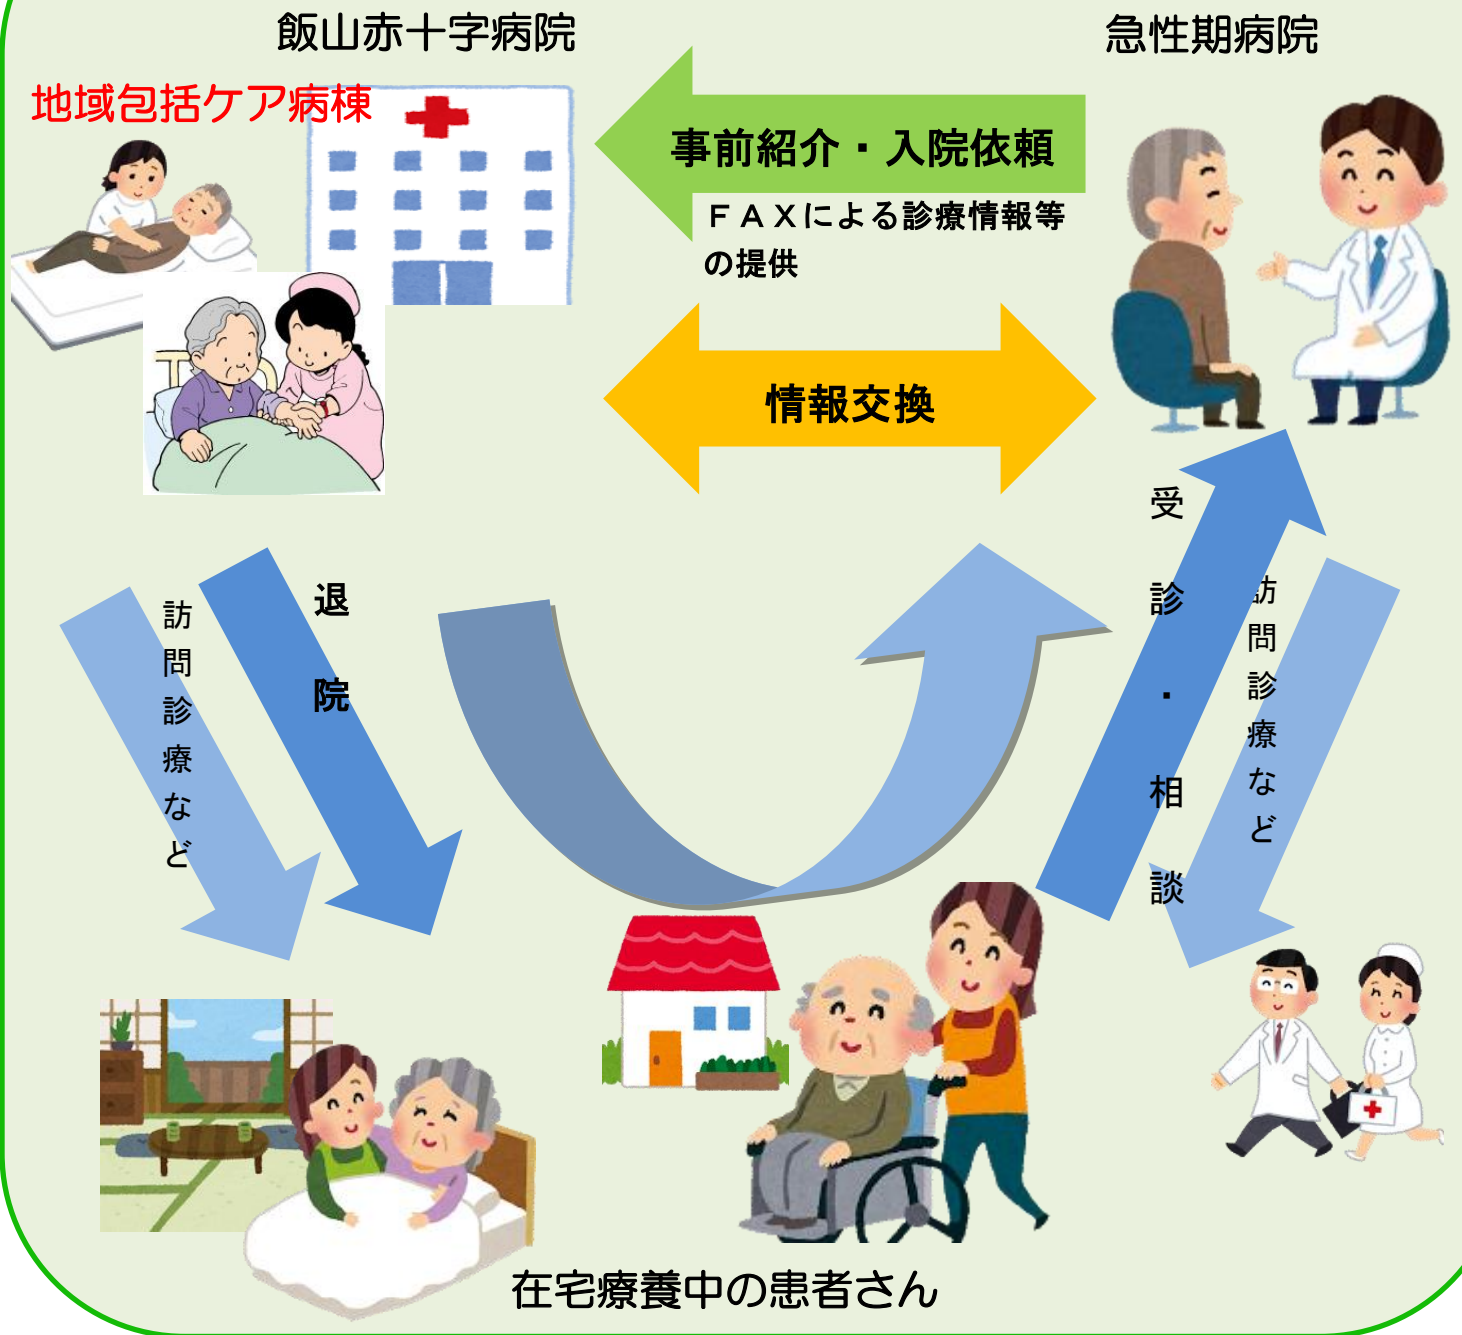 飯山赤十字病院
急性期病院
地域包括ケア病棟
事前紹介・入院依頼
ＦＡＸによる診療情報等
の提供
情報交換
訪問診療など
退院
受診・相談
訪問診療など
在宅療養中の患者さん